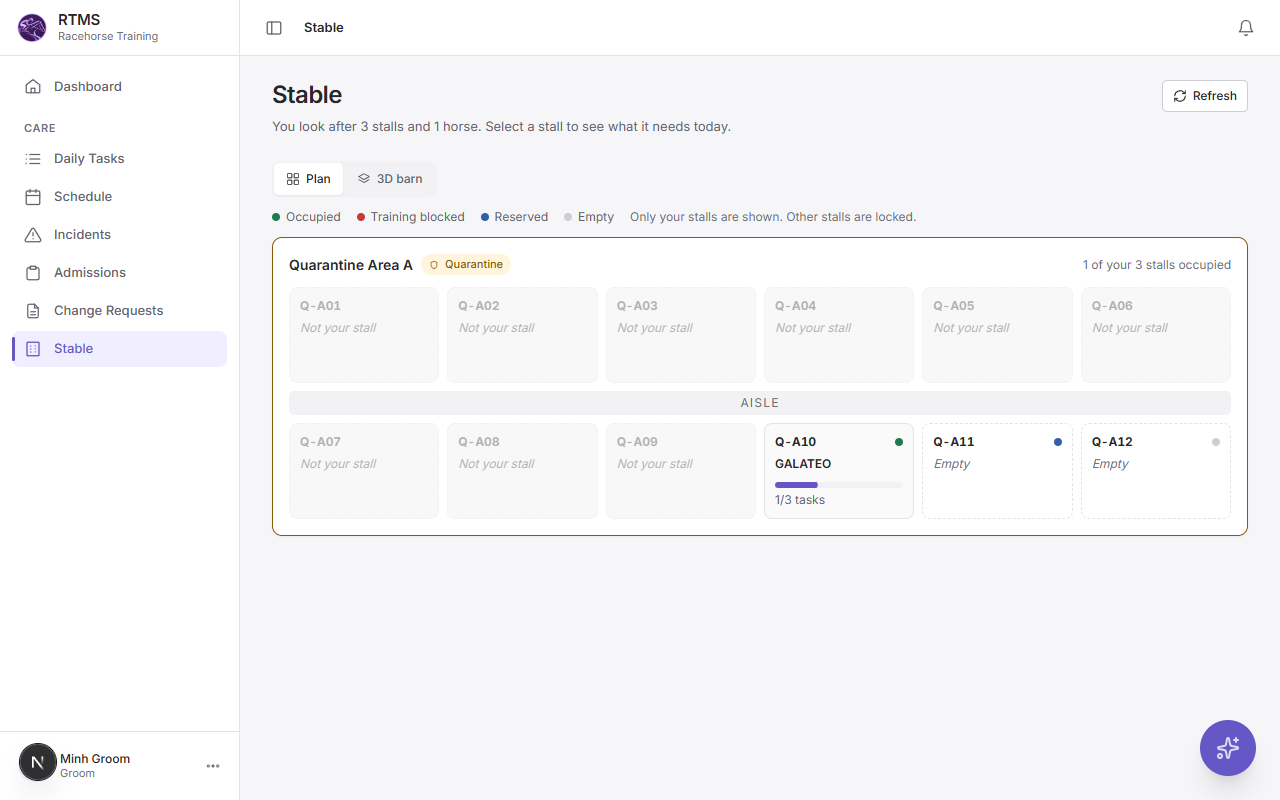 RTMS
Racehorse Training
Dashboard
CARE
Daily Tasks
Schedule
Incidents
Admissions
Change Requests
Stable
N
Minh Groom
Groom
Stable
Stable
Refresh
You look after 3 stalls and 1 horse. Select a stall to see what it needs today.
Plan
3D barn
Occupied
Training blocked
Reserved
Empty
Only your stalls are shown. Other stalls are locked.
Quarantine Area A
Quarantine
1 of your 3 stalls occupied
Q-A01
Not your stall
Q-A02
Not your stall
Q-A03
Not your stall
Q-A04
Not your stall
Q-A05
Not your stall
Q-A06
Not your stall
AISLE
Q-A07
Not your stall
Q-A08
Not your stall
Q-A09
Not your stall
Q-A10
GALATEO
1/3 tasks
Q-A11
Empty
Q-A12
Empty